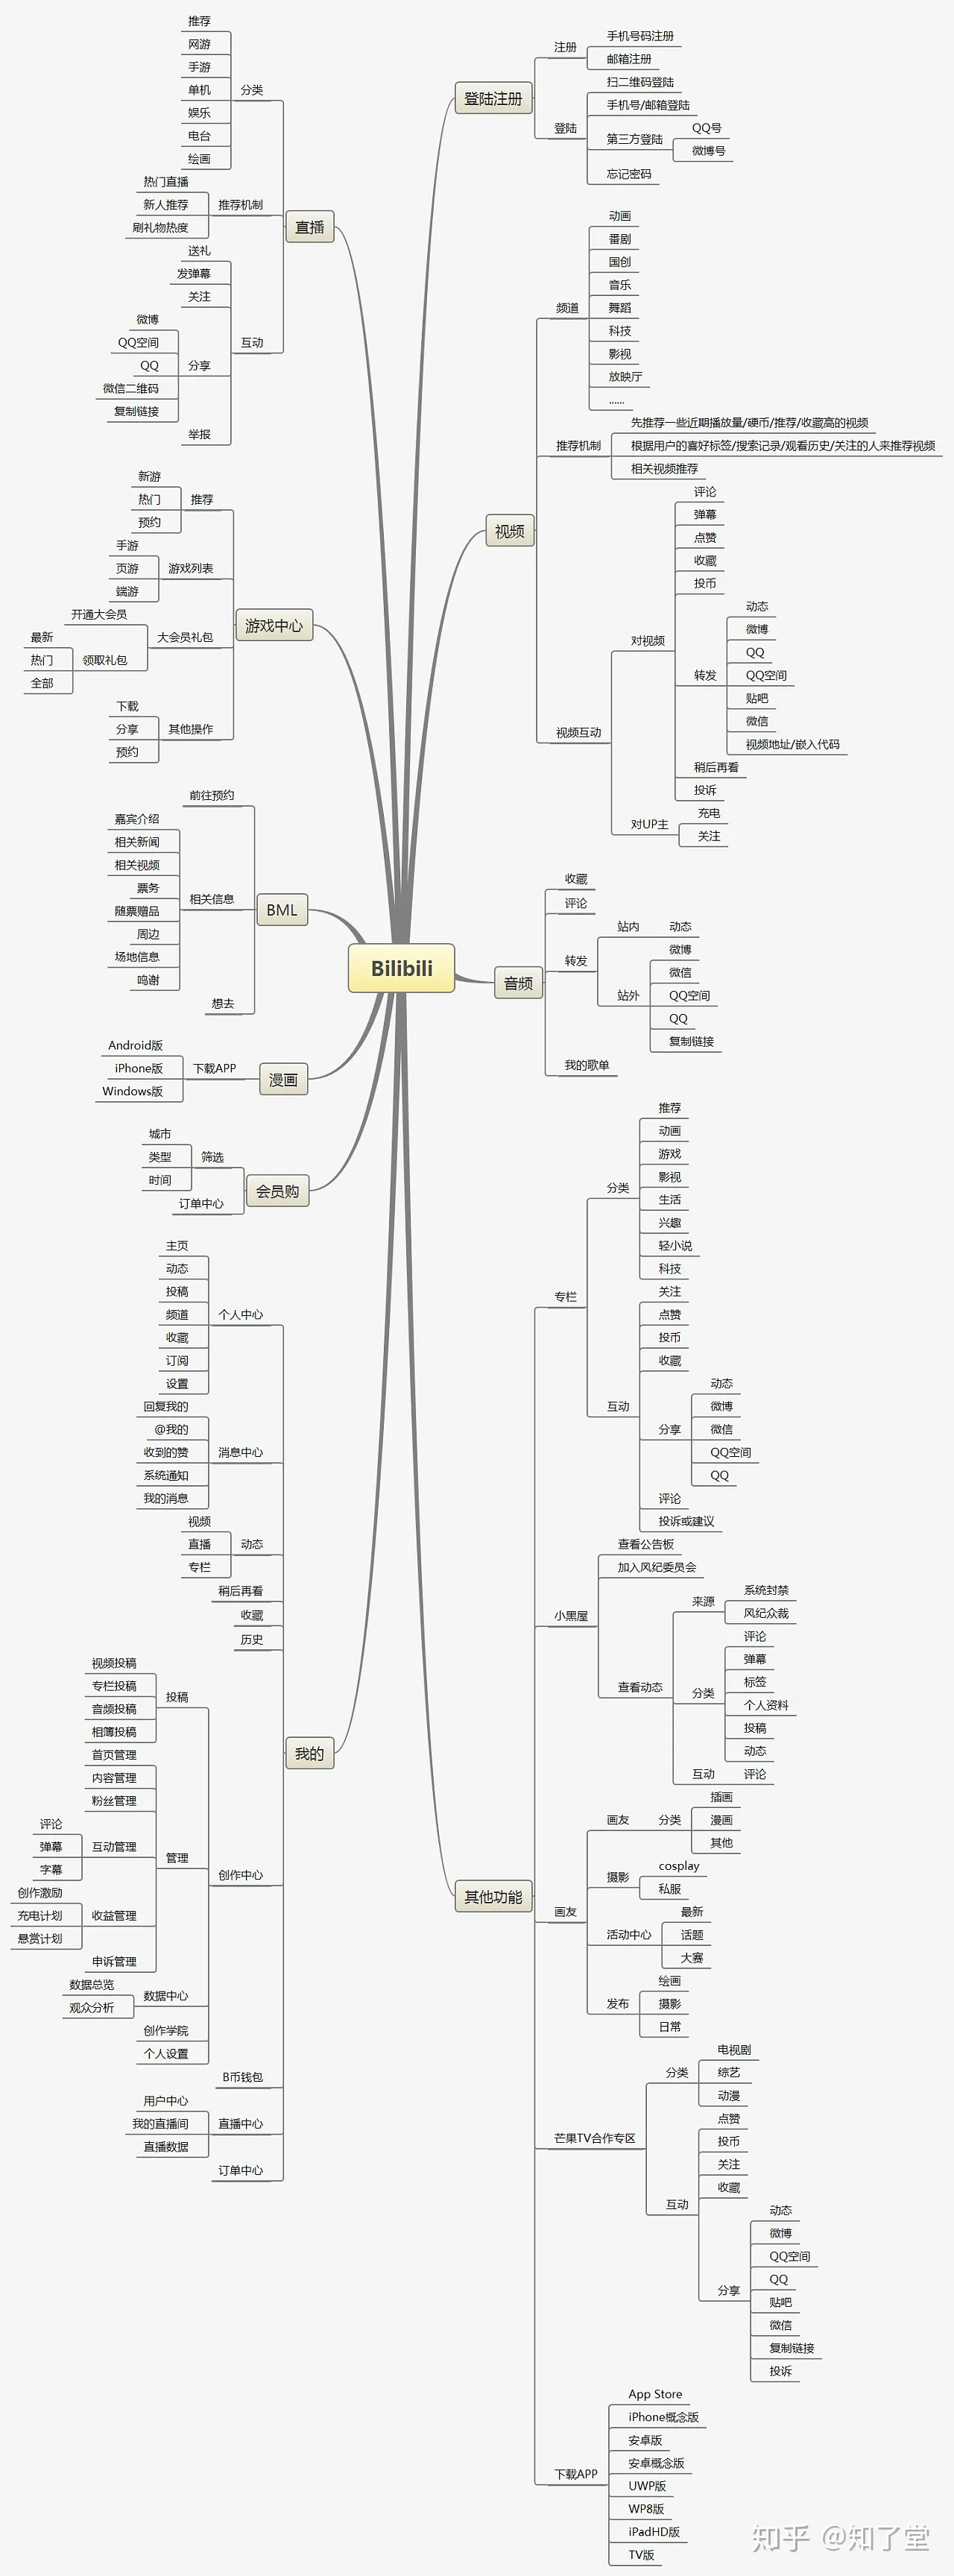 Bilibili
登陆注册
注册
手机号码注册
邮箱注册
登陆
扫二维码登陆
手机号/邮箱登陆
第三方登陆
QQ号
微博号
忘记密码
视频
频道
动画
番剧
国创
音乐
舞蹈
科技
影视
放映厅
......
推荐机制
先推荐一些近期播放量/硬币/推荐/收藏高的视频
根据用户的喜好标签/搜索记录/观看历史/关注的人来推荐视频
相关视频推荐
视频互动
对视频
评论
弹幕
点赞
收藏
投币
转发
动态
微博
QQ
QQ空间
贴吧
微信
视频地址/嵌入代码
稍后再看
投诉
对UP主
充电
关注
音频
收藏
评论
转发
站内
动态
站外
微博
微信
QQ空间
QQ
复制链接
我的歌单
其他功能
专栏
分类
推荐
动画
游戏
影视
生活
兴趣
轻小说
科技
互动
关注
点赞
投币
收藏
分享
动态
微博
微信
QQ空间
QQ
评论
投诉或建议
小黑屋
查看公告板
加入风纪委员会
查看动态
来源
系统封禁
风纪众裁
分类
评论
弹幕
标签
个人资料
投稿
动态
互动
评论
画友
画友
分类
插画
漫画
其他
摄影
cosplay
私服
活动中心
最新
话题
大赛
发布
绘画
摄影
日常
芒果TV合作专区
分类
电视剧
综艺
动漫
互动
点赞
投币
关注
收藏
分享
动态
微博
QQ空间
QQ
贴吧
微信
复制链接
投诉
下载APP
App Store
iPhone概念版
安卓版
安卓概念版
UWP版
WP8版
iPadHD版
TV版
直播
分类
推荐
网游
手游
单机
娱乐
电台
绘画
推荐机制
热门直播
新人推荐
刷礼物热度
互动
送礼
发弹幕
关注
分享
微博
QQ空间
QQ
微信二维码
复制链接
举报
游戏中心
推荐
新游
热门
预约
游戏列表
手游
页游
端游
大会员礼包
开通大会员
领取礼包
最新
热门
全部
其他操作
下载
分享
预约
BML
前往预约
相关信息
嘉宾介绍
相关新闻
相关视频
票务
随票赠品
周边
场地信息
鸣谢
想去
漫画
下载APP
Android版
iPhone版
Windows版
会员购
筛选
城市
类型
时间
订单中心
我的
个人中心
主页
动态
投稿
频道
收藏
订阅
设置
消息中心
回复我的
@我的
收到的赞
系统通知
我的消息
动态
视频
直播
专栏
稍后再看
收藏
历史
创作中心
投稿
视频投稿
专栏投稿
音频投稿
相簿投稿
管理
首页管理
内容管理
粉丝管理
互动管理
评论
弹幕
字幕
收益管理
创作激励
充电计划
悬赏计划
申诉管理
数据中心
数据总览
观众分析
创作学院
个人设置
B币钱包
直播中心
用户中心
我的直播间
直播数据
订单中心
知乎 @知了堂